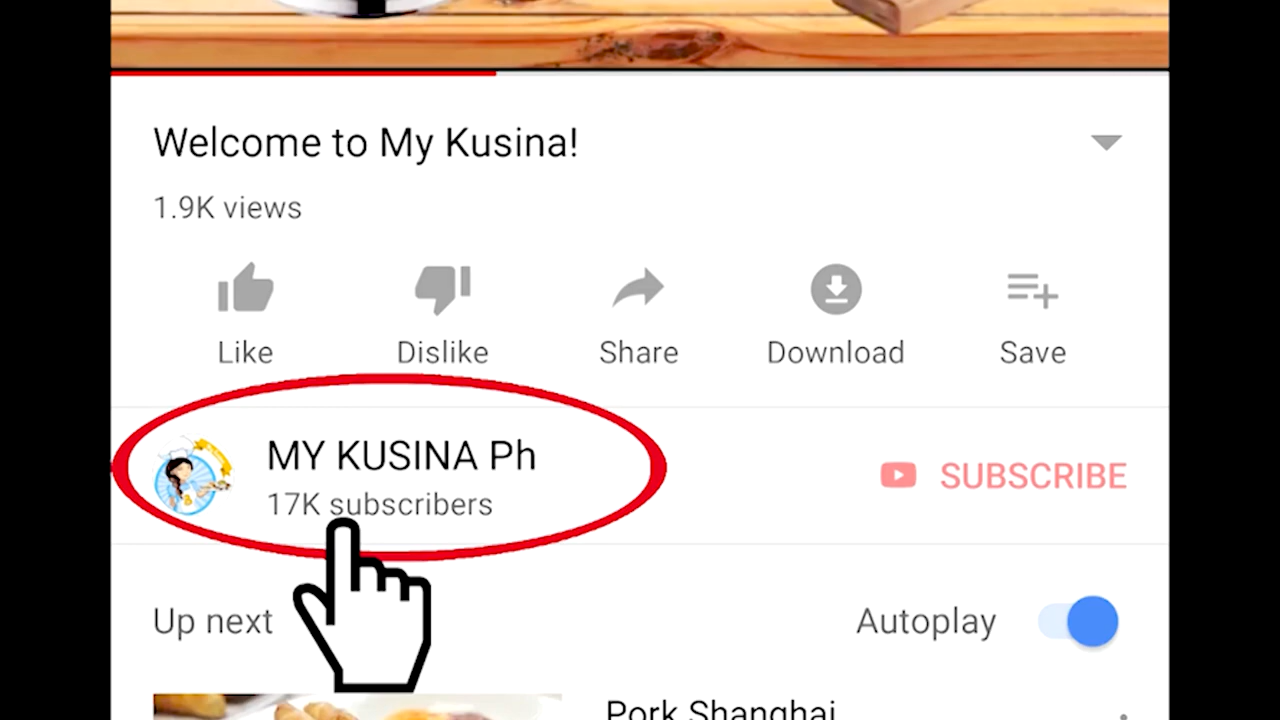 Welcome to My Kusina!
1.9K views
Like Dislike Share Download Save
MY KUSINA Ph
17K subscribers
SUBSCRIBE
Up next Autoplay
Pork Shanghai